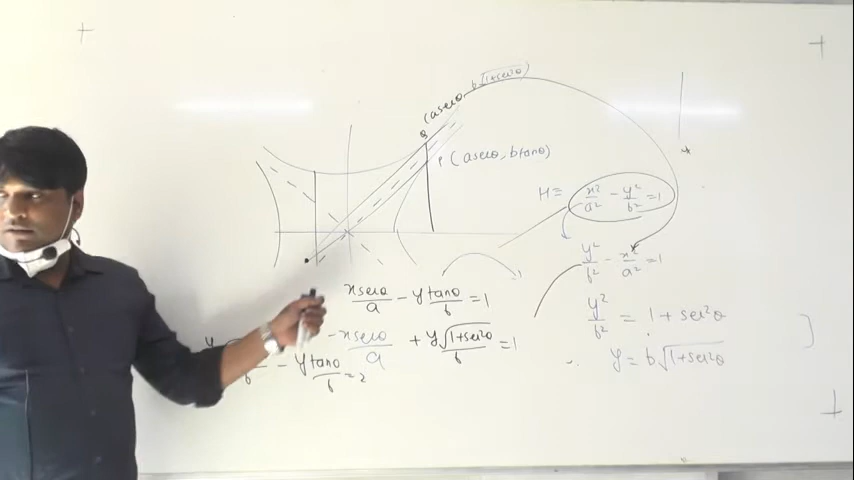 (a secθ, b√(1+sec²θ))
Q
P (a secθ, b tanθ)
H ≡ x²/a² - y²/b² = 1
y²/b² - x²/a² = 1
x secθ/a - y tanθ/b = 1
y²/b² = 1 + sec²θ
-x secθ/a + y√(1+sec²θ)/b = 1
y = b√(1+sec²θ)
- y tanθ/b = 2